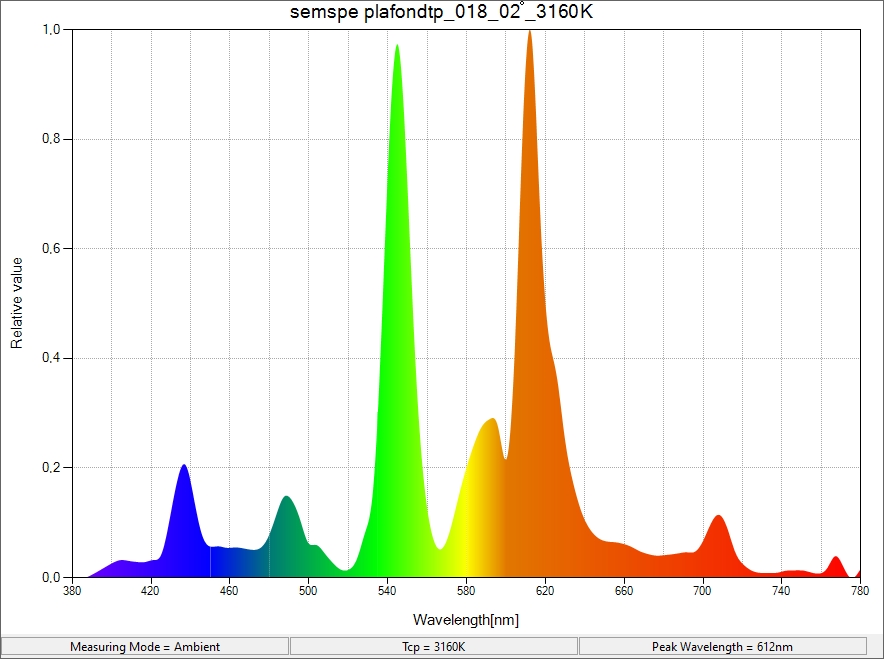 semspe plafondtp_018_02°_3160K
1,0
0,8
0,6
0,4
0,2
0,0
Relative value
380 420 460 500 540 580 620 660 700 740 780
Wavelength[nm]
Measuring Mode = Ambient
Tcp = 3160K
Peak Wavelength = 612nm